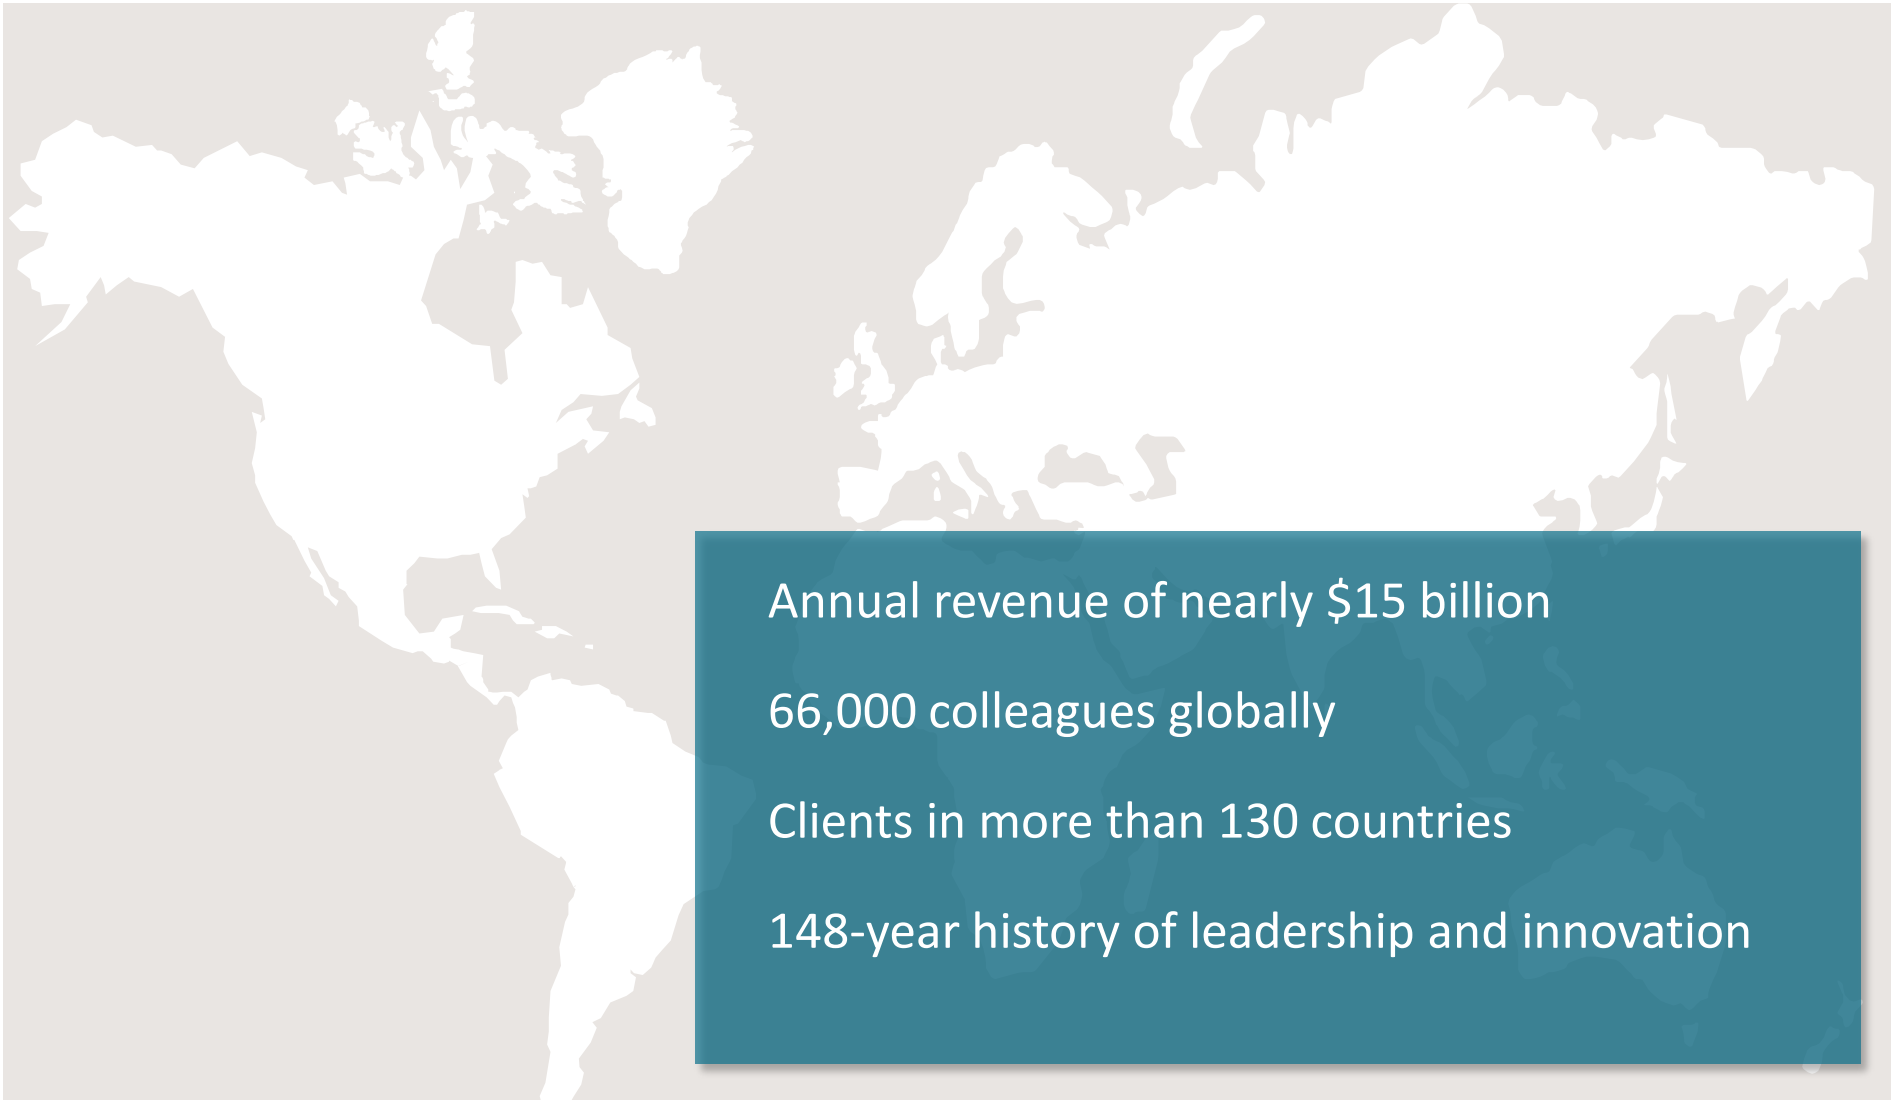 Annual revenue of nearly $15 billion
66,000 colleagues globally
Clients in more than 130 countries
148-year history of leadership and innovation